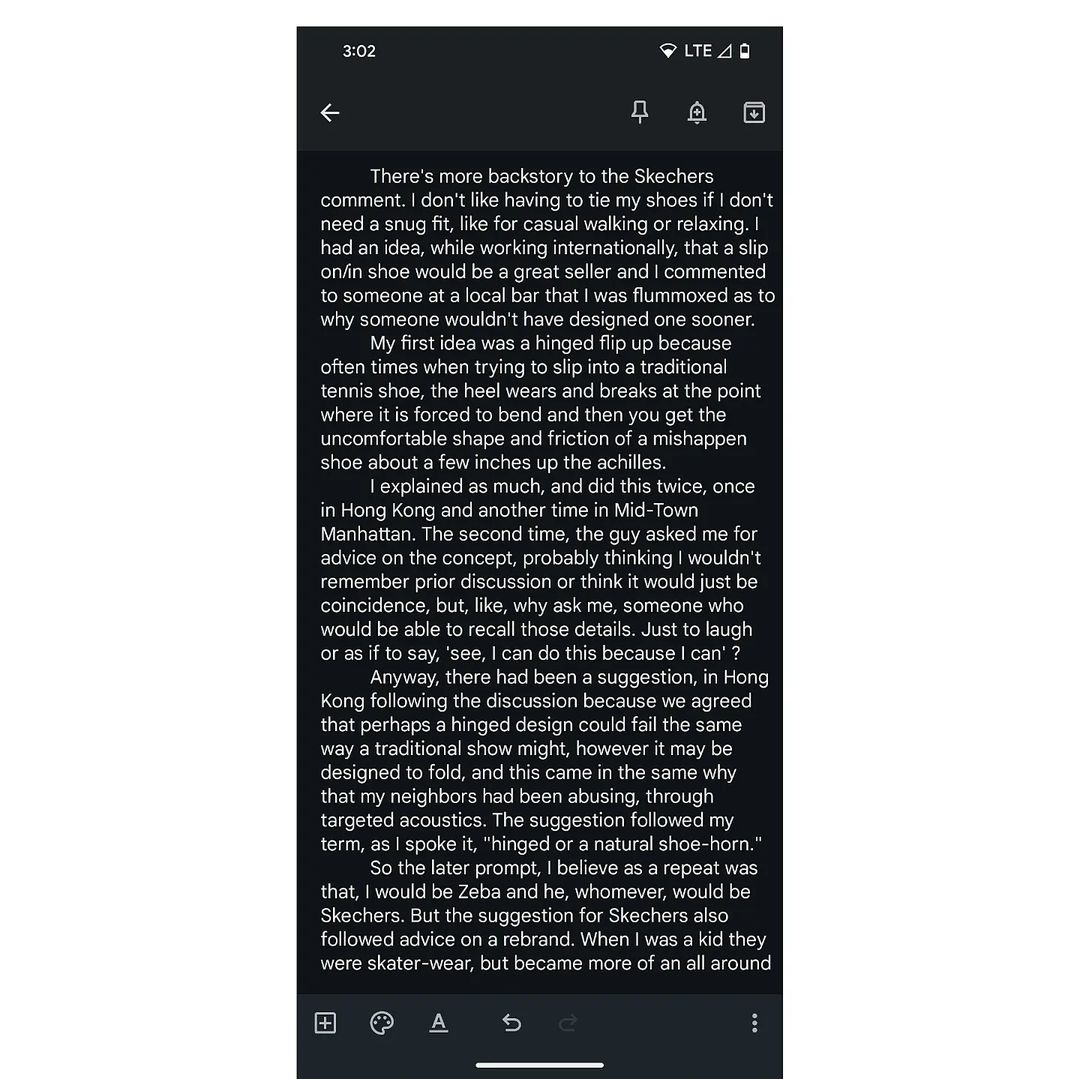 3:02 LTE
There's more backstory to the Skechers
comment. I don't like having to tie my shoes if I don't
need a snug fit, like for casual walking or relaxing. I
had an idea, while working internationally, that a slip
on/in shoe would be a great seller and I commented
to someone at a local bar that I was flummoxed as to
why someone wouldn't have designed one sooner.
My first idea was a hinged flip up because
often times when trying to slip into a traditional
tennis shoe, the heel wears and breaks at the point
where it is forced to bend and then you get the
uncomfortable shape and friction of a mishappen
shoe about a few inches up the achilles.
I explained as much, and did this twice, once
in Hong Kong and another time in Mid-Town
Manhattan. The second time, the guy asked me for
advice on the concept, probably thinking I wouldn't
remember prior discussion or think it would just be
coincidence, but, like, why ask me, someone who
would be able to recall those details. Just to laugh
or as if to say, 'see, I can do this because I can' ?
Anyway, there had been a suggestion, in Hong
Kong following the discussion because we agreed
that perhaps a hinged design could fail the same
way a traditional show might, however it may be
designed to fold, and this came in the same why
that my neighbors had been abusing, through
targeted acoustics. The suggestion followed my
term, as I spoke it, "hinged or a natural shoe-horn."
So the later prompt, I believe as a repeat was
that, I would be Zeba and he, whomever, would be
Skechers. But the suggestion for Skechers also
followed advice on a rebrand. When I was a kid they
were skater-wear, but became more of an all around
A